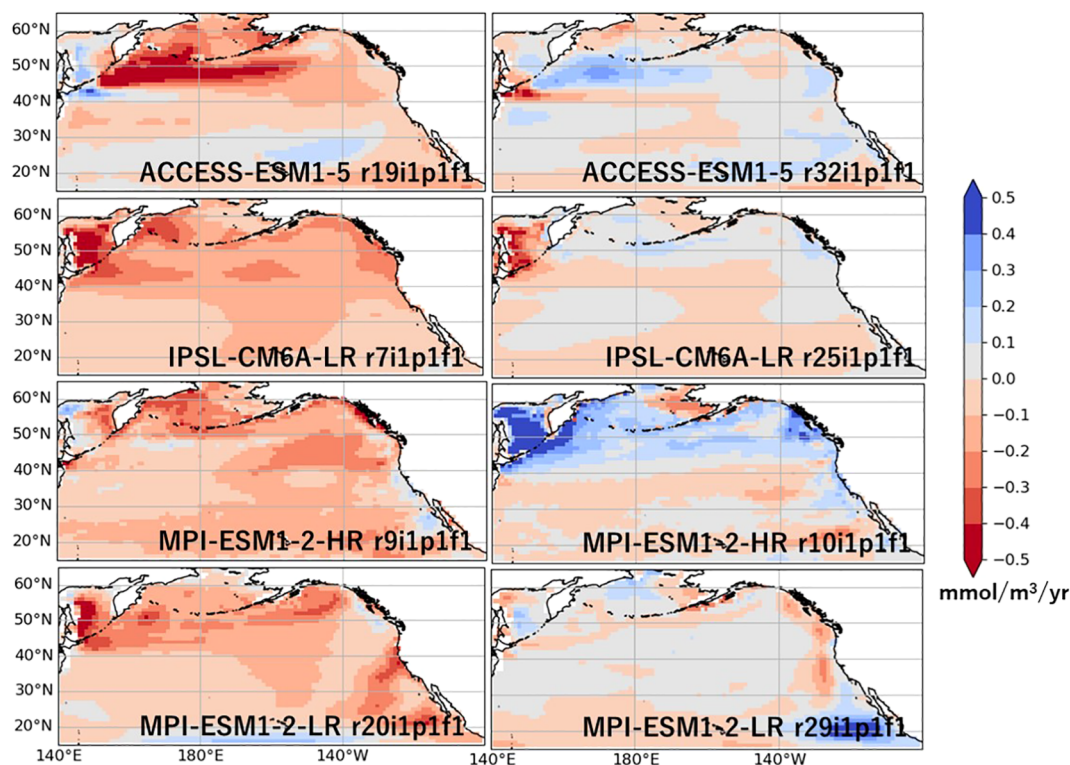 60°N
50°N
40°N
30°N
20°N
ACCESS-ESM1-5 r19i1p1f1
ACCESS-ESM1-5 r32i1p1f1
60°N
50°N
40°N
30°N
20°N
IPSL-CM6A-LR r7i1p1f1
IPSL-CM6A-LR r25i1p1f1
60°N
50°N
40°N
30°N
20°N
MPI-ESM1-2-HR r9i1p1f1
MPI-ESM1-2-HR r10i1p1f1
60°N
50°N
40°N
30°N
20°N
MPI-ESM1-2-LR r20i1p1f1
MPI-ESM1-2-LR r29i1p1f1
140°E 180°E 140°W 140°E 180°E 140°W
0.5
0.4
0.3
0.2
0.1
0.0
−0.1
−0.2
−0.3
−0.4
−0.5
mmol/m³/yr